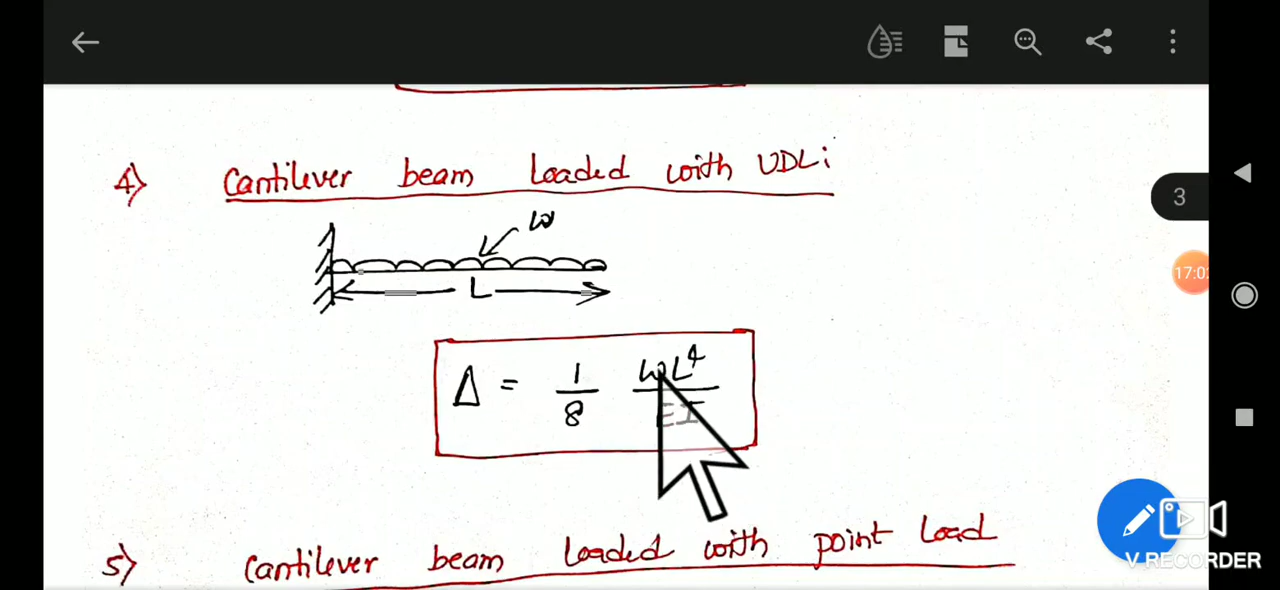 3
4) Cantilever beam loaded with UDL:
w
17:0
L
Δ = 1/8 wL⁴/EI
5) Cantilever beam loaded with point load
V RECORDER